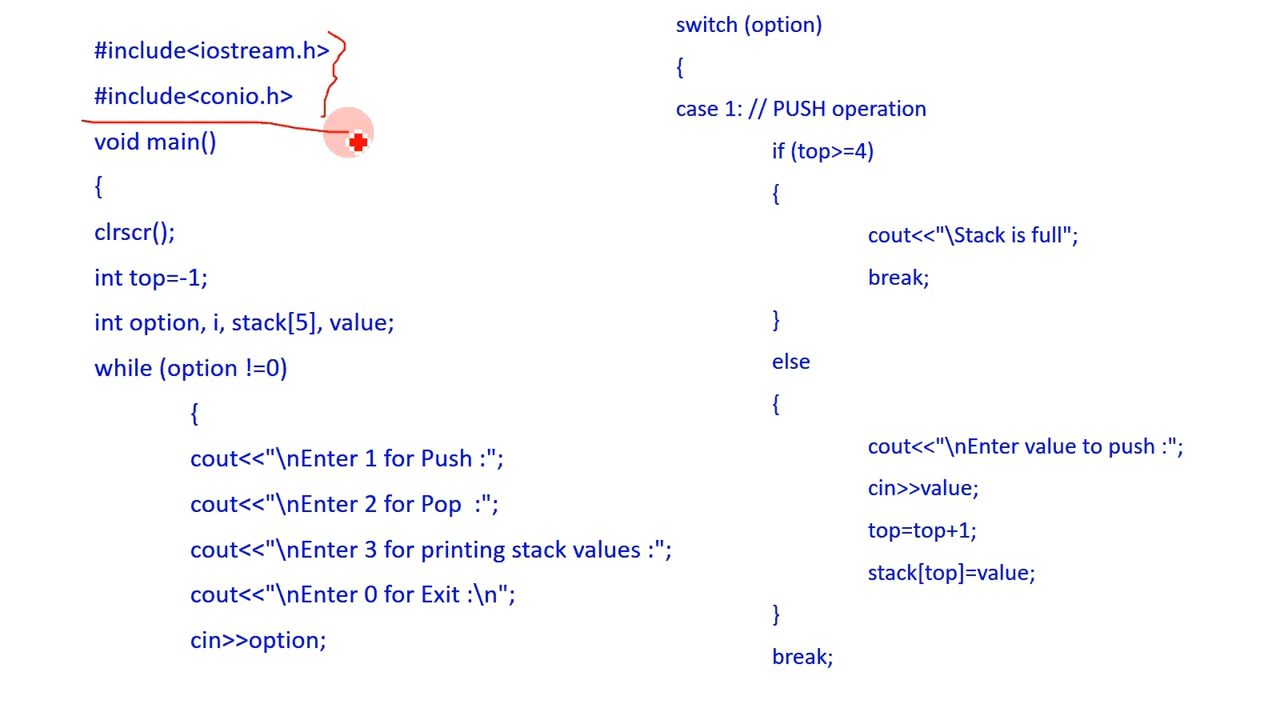 #include<iostream.h>
#include<conio.h>
void main()
{
clrscr();
int top=-1;
int option, i, stack[5], value;
while (option !=0)
{
cout<<"\nEnter 1 for Push :";
cout<<"\nEnter 2 for Pop  :";
cout<<"\nEnter 3 for printing stack values :";
cout<<"\nEnter 0 for Exit :\n";
cin>>option;
switch (option)
{
case 1: // PUSH operation
if (top>=4)
{
cout<<"\Stack is full";
break;
}
else
{
cout<<"\nEnter value to push :";
cin>>value;
top=top+1;
stack[top]=value;
}
break;